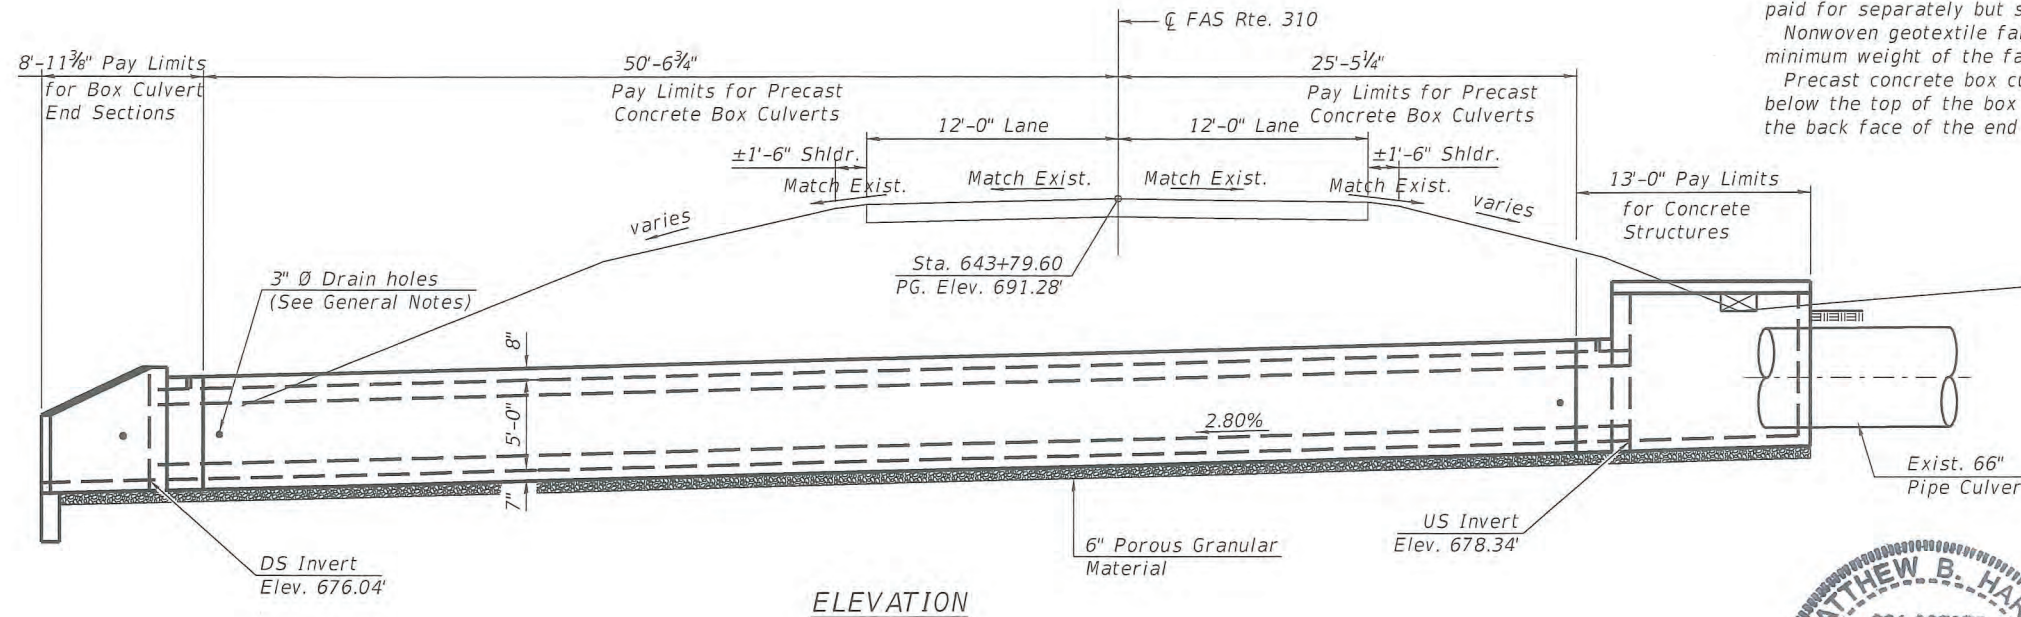 ℄ FAS Rte. 310
paid for separately but s
Nonwoven geotextile fa
minimum weight of the fa
Precast concrete box cu
below the top of the box
the back face of the end
8'-11⅜" Pay Limits
for Box Culvert
End Sections
50'-6¾"
Pay Limits for Precast
Concrete Box Culverts
25'-5¼"
Pay Limits for Precast
Concrete Box Culverts
12'-0" Lane
12'-0" Lane
±1'-6" Shldr.
±1'-6" Shldr.
Match Exist.
Match Exist.
Match Exist.
Match Exist.
13'-0" Pay Limits
for Concrete
Structures
varies
varies
Sta. 643+79.60
PG. Elev. 691.28'
3" Ø Drain holes
(See General Notes)
8"
5'-0"
7"
2.80%
Exist. 66"
Pipe Culver
US Invert
Elev. 678.34'
6" Porous Granular
Material
DS Invert
Elev. 676.04'
ELEVATION
ATTHEW B. HAR